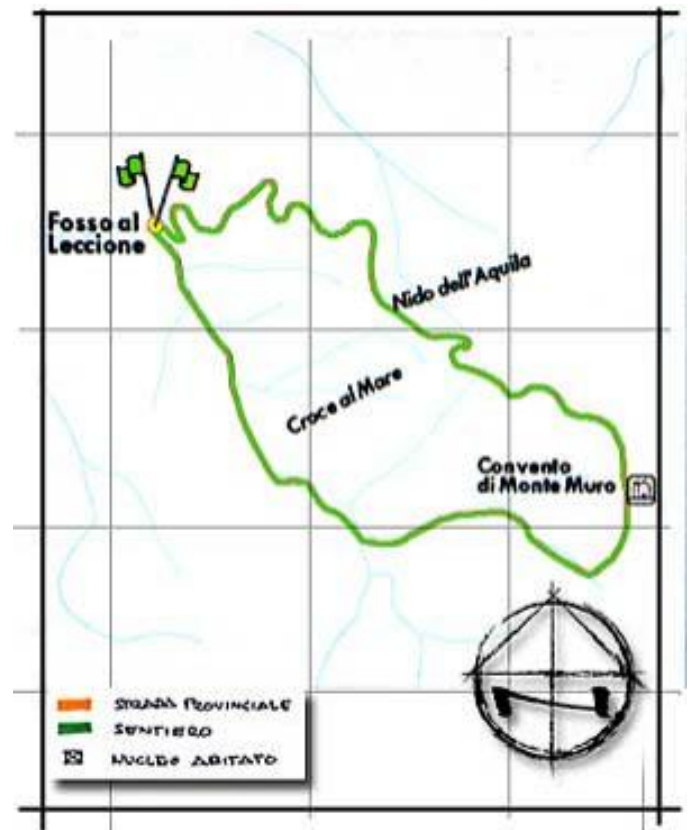 Fosso al
Leccione
Nido dell'Aquila
Croce al Mare
Convento
di Monte Muro
STRADA PROVINCIALE
SENTIERO
NUCLEO ABITATO